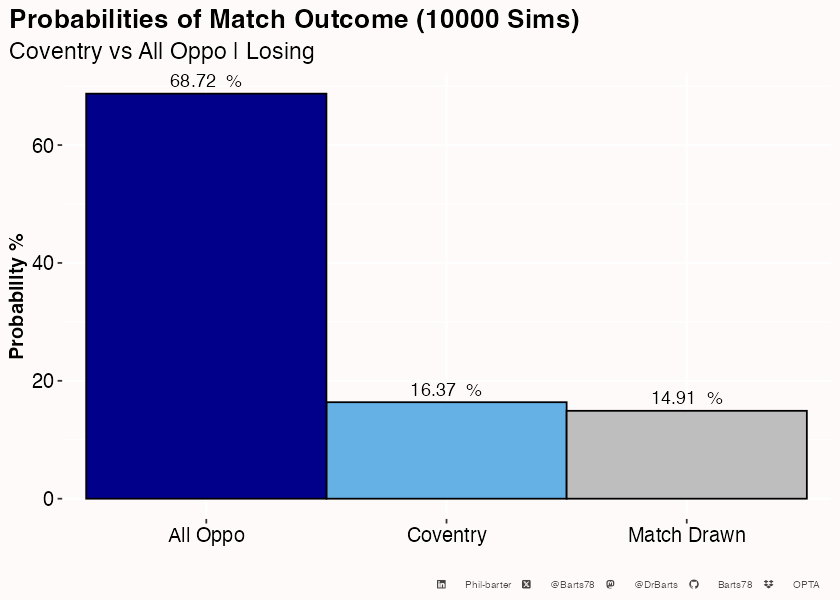 Probabilities of Match Outcome (10000 Sims)
Coventry vs All Oppo | Losing
68.72 %
60
40
20
0
Probability %
16.37 %
14.91 %
All Oppo Coventry Match Drawn
Phil-barter @Barts78 @DrBarts Barts78 OPTA